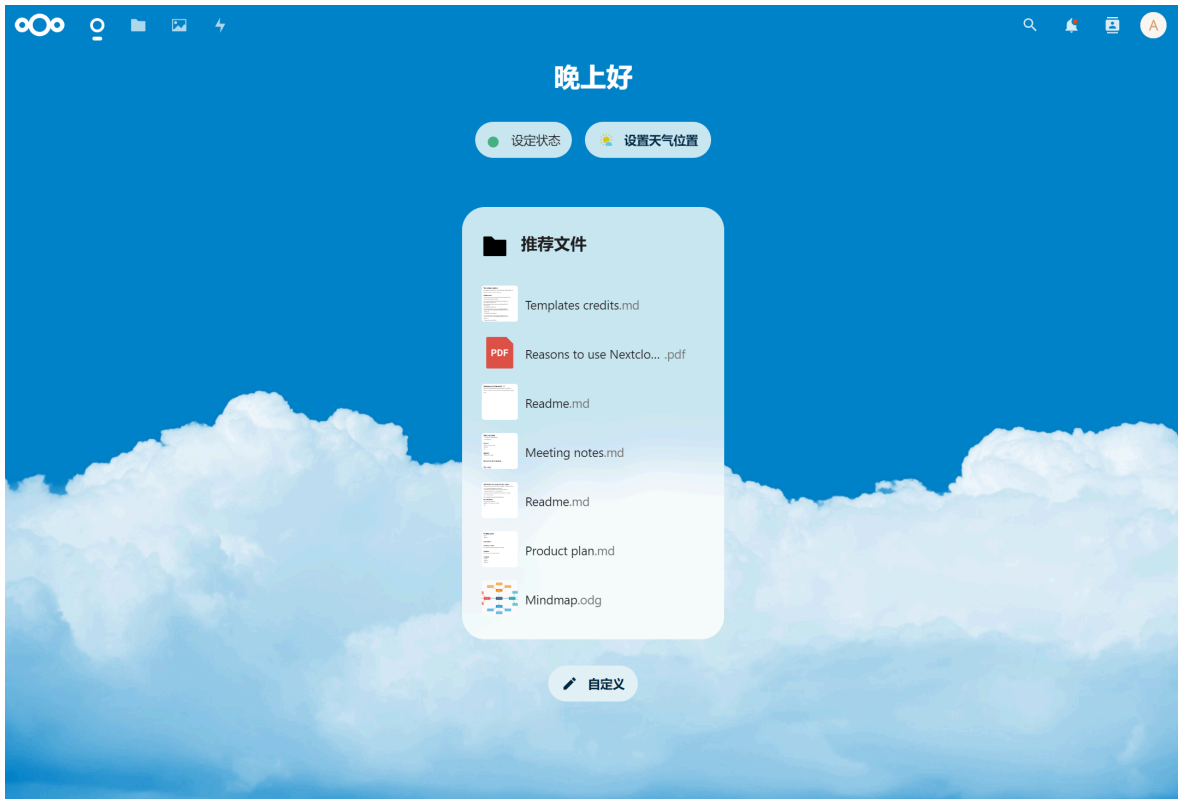 A
晚上好
设定状态
设置天气位置
推荐文件
Templates credits.md
PDF
Reasons to use Nextclo... .pdf
Readme.md
Meeting notes.md
Readme.md
Product plan.md
Mindmap.odg
自定义